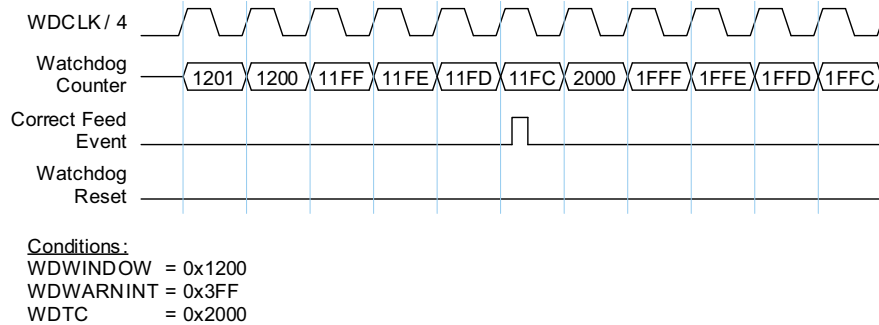 WDCLK / 4
Watchdog
Counter
1201 1200 11FF 11FE 11FD 11FC 2000 1FFF 1FFE 1FFD 1FFC
Correct Feed
Event
Watchdog
Reset
Conditions:
WDWINDOW = 0x1200
WDWARNINT = 0x3FF
WDTC = 0x2000